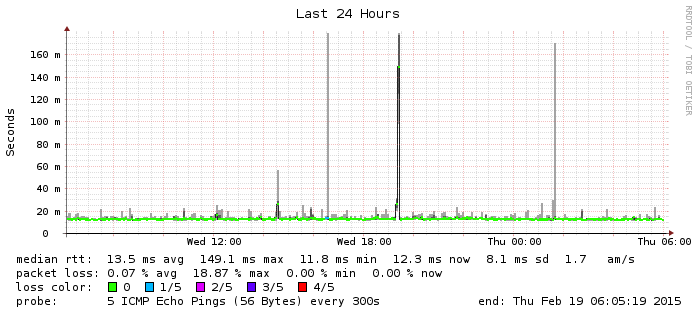 Last 24 Hours
RRDTOOL / TOBI OETIKER
Seconds
160 m
140 m
120 m
100 m
80 m
60 m
40 m
20 m
0
Wed 12:00 Wed 18:00 Thu 00:00 Thu 06:00
median rtt: 13.5 ms avg 149.1 ms max 11.8 ms min 12.3 ms now 8.1 ms sd 1.7 am/s
packet loss: 0.07 % avg 18.87 % max 0.00 % min 0.00 % now
loss color: 0 1/5 2/5 3/5 4/5
probe: 5 ICMP Echo Pings (56 Bytes) every 300s end: Thu Feb 19 06:05:19 2015